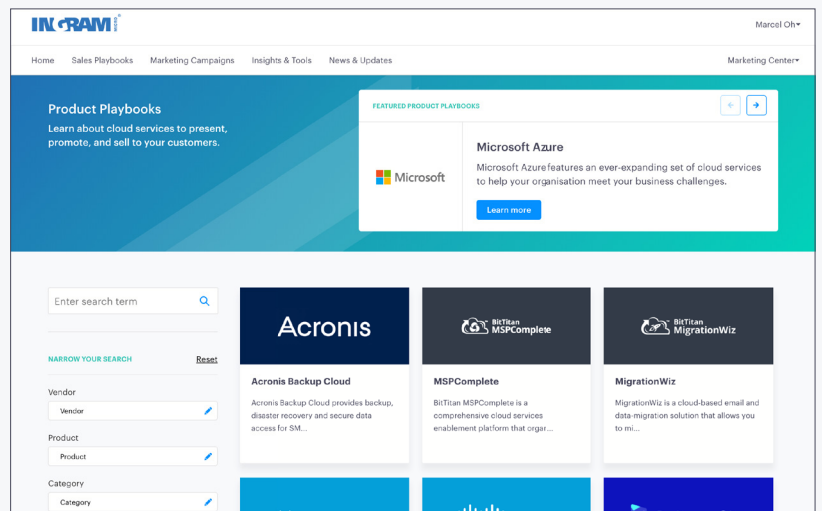 INGRAM MICRO
Marcel Oh
Home Sales Playbooks Marketing Campaigns Insights & Tools News & Updates Marketing Center
Product Playbooks
Learn about cloud services to present,
promote, and sell to your customers.
FEATURED PRODUCT PLAYBOOKS
Microsoft
Microsoft Azure
Microsoft Azure features an ever-expanding set of cloud services
to help your organisation meet your business challenges.
Learn more
Enter search term
NARROW YOUR SEARCH Reset
Vendor
Vendor
Product
Product
Category
Category
Acronis
Acronis Backup Cloud
Acronis Backup Cloud provides backup,
disaster recovery and secure data
access for SM...
BitTitan
MSPComplete
MSPComplete
BitTitan MSPComplete is a
comprehensive cloud services
enablement platform that orgar...
BitTitan
MigrationWiz
MigrationWiz
MigrationWiz is a cloud-based email and
data-migration solution that allows you
to mi...